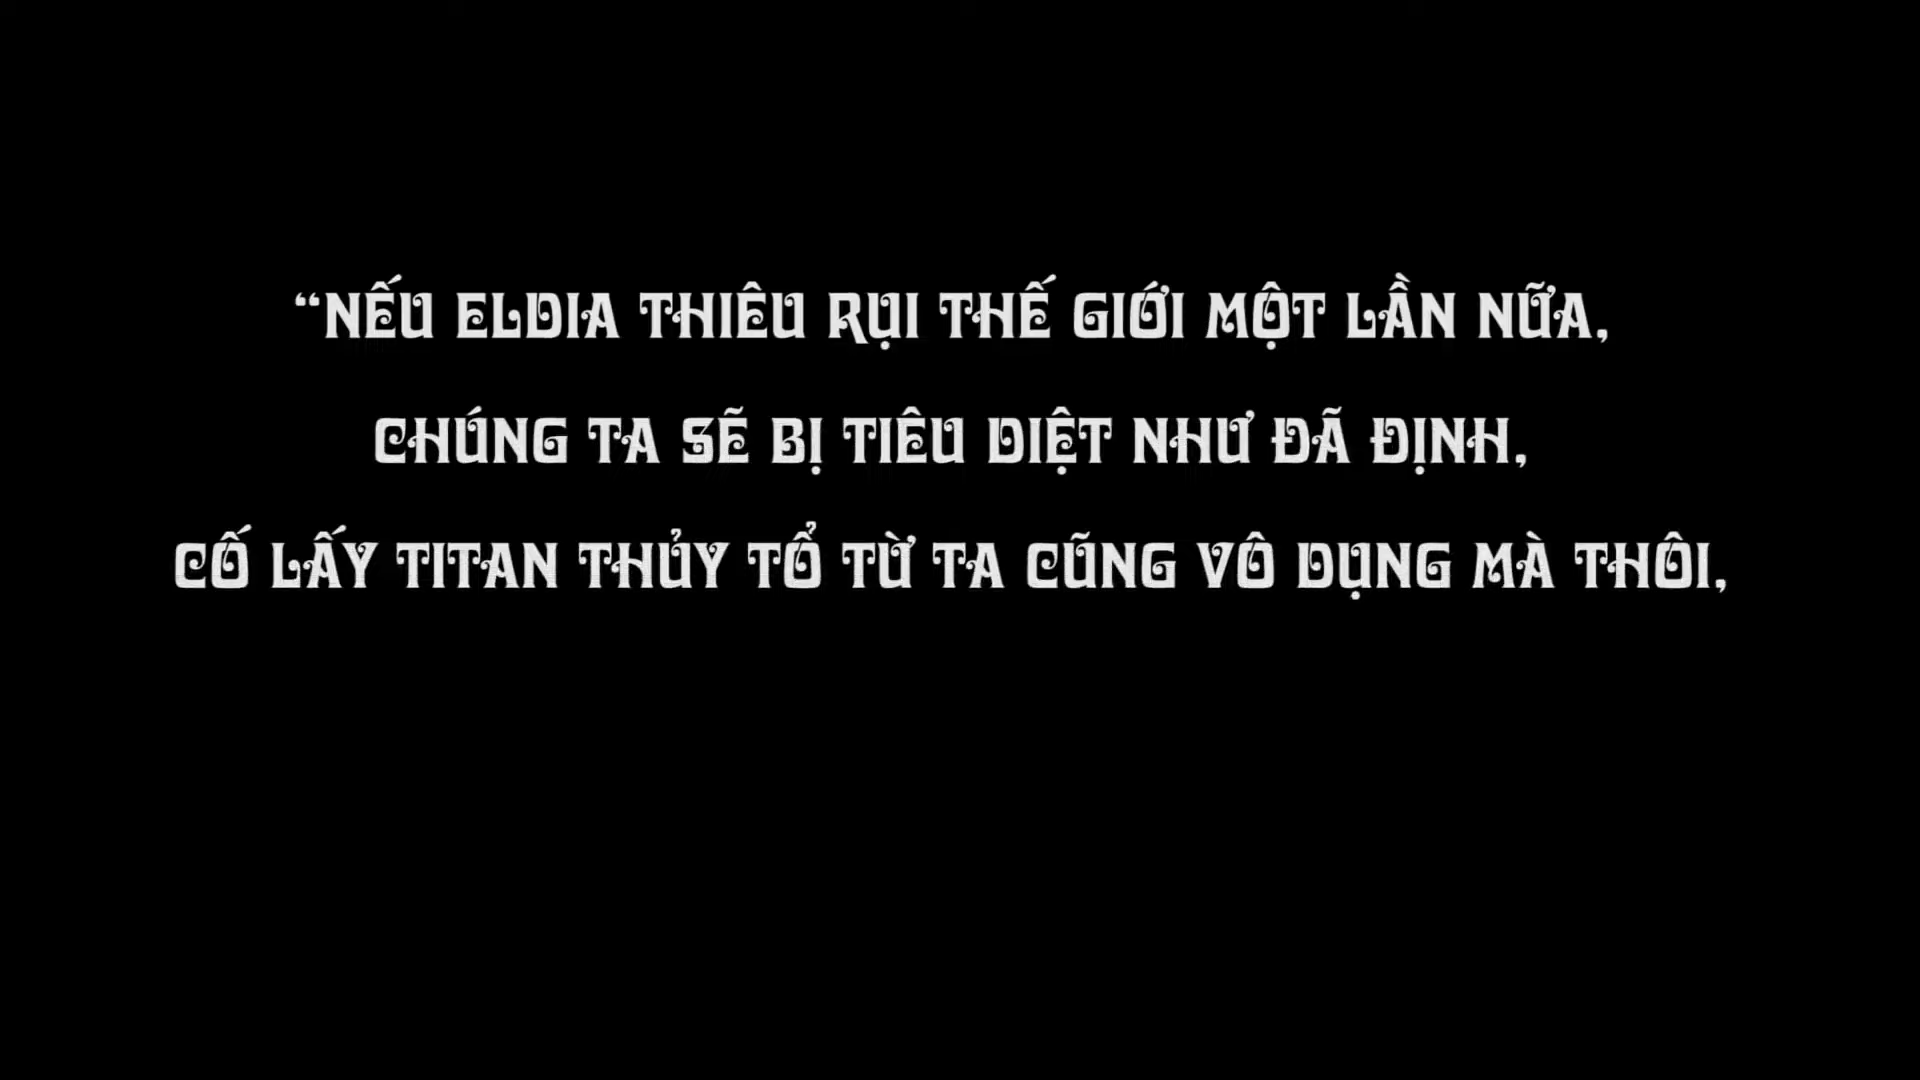 “NẾU ELDIA THIÊU RỤI THẾ GIỚI MỘT LẦN NỮA,
CHÚNG TA SẼ BỊ TIÊU DIỆT NHƯ ĐÃ ĐỊNH,
CỐ LẤY TITAN THỦY TỔ TỪ TA CŨNG VÔ DỤNG MÀ THÔI,